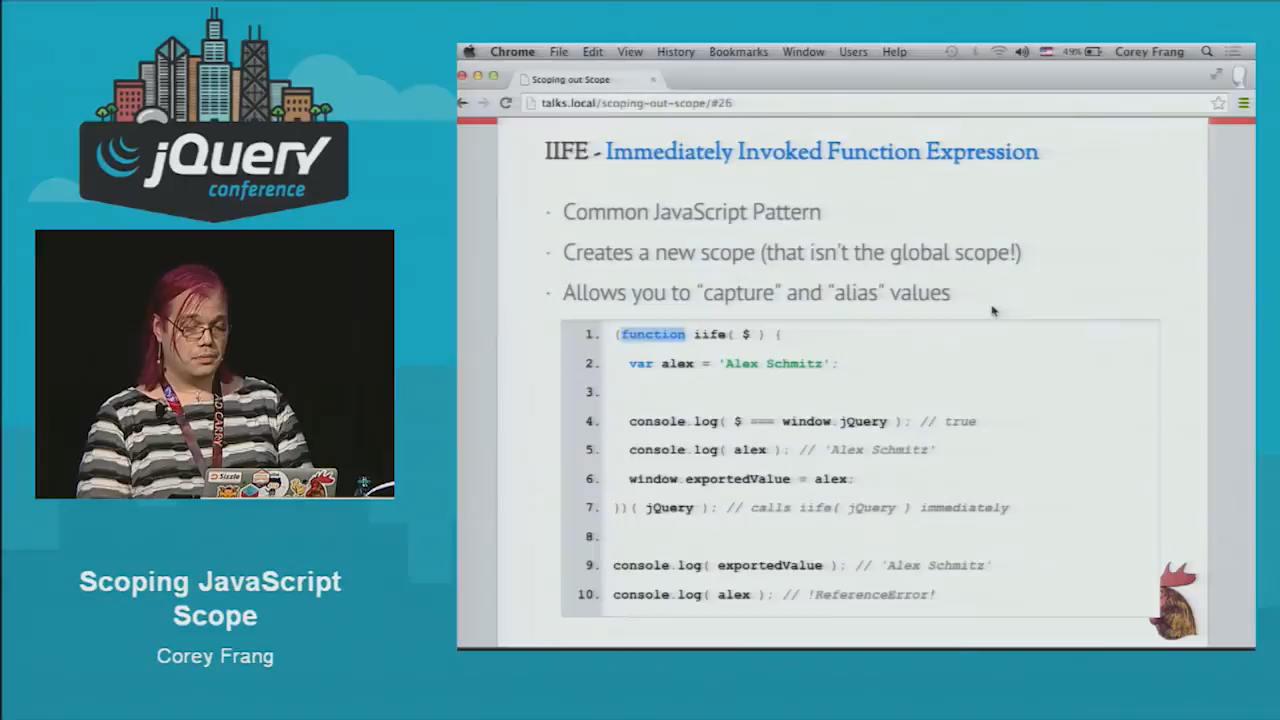 jQuery
conference
Scoping JavaScript
Scope
Corey Frang
Sizzle
AD CARRY
Chrome File Edit View History Bookmarks Window Users Help 49% Corey Frang
Scoping out Scope ×
talks.local/scoping-out-scope/#26
IIFE - Immediately Invoked Function Expression
· Common JavaScript Pattern
· Creates a new scope (that isn't the global scope!)
· Allows you to "capture" and "alias" values
1. (function iife( $ ) {
2. var alex = 'Alex Schmitz';
3.
4. console.log( $ === window.jQuery ); // true
5. console.log( alex ); // 'Alex Schmitz'
6. window.exportedValue = alex;
7. })( jQuery ); // calls iife( jQuery ) immediately
8.
9. console.log( exportedValue ); // 'Alex Schmitz'
10. console.log( alex ); // !ReferenceError!